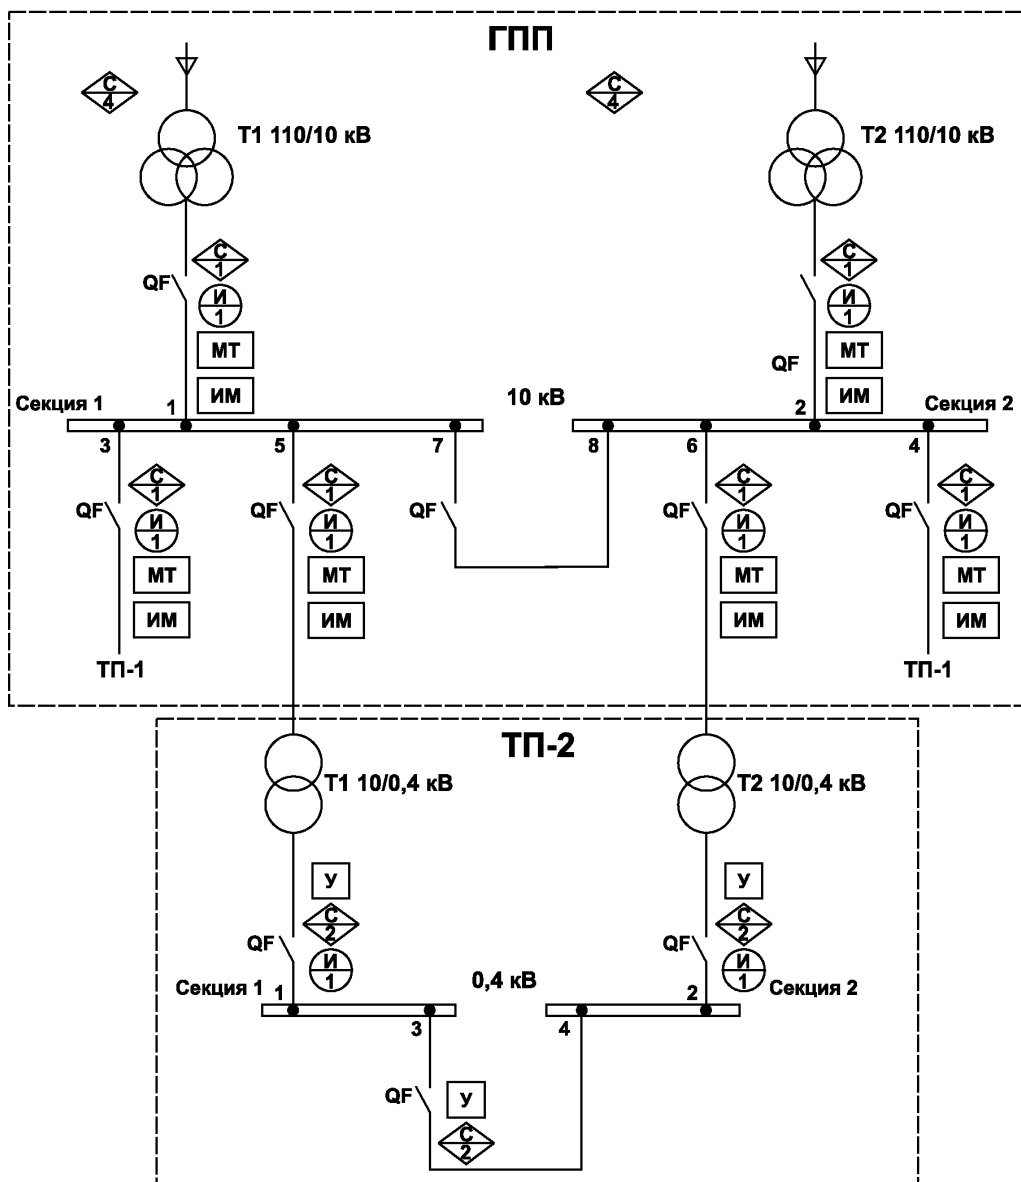 ГПП
С
4
С
4
Т1 110/10 кВ
Т2 110/10 кВ
С
1
С
1
QF
И
1
И
1
МТ
QF
МТ
ИМ
ИМ
Секция 1
1
10 кВ
2
Секция 2
3
5
7
8
6
4
С
1
С
1
С
1
С
1
QF
И
1
QF
И
1
QF
QF
И
1
QF
И
1
МТ
МТ
МТ
МТ
ИМ
ИМ
ИМ
ИМ
ТП-1
ТП-1
ТП-2
Т1 10/0,4 кВ
Т2 10/0,4 кВ
У
У
С
2
С
2
QF
QF
И
1
И
1
Секция 1
1
0,4 кВ
2
Секция 2
3
4
QF
У
С
2